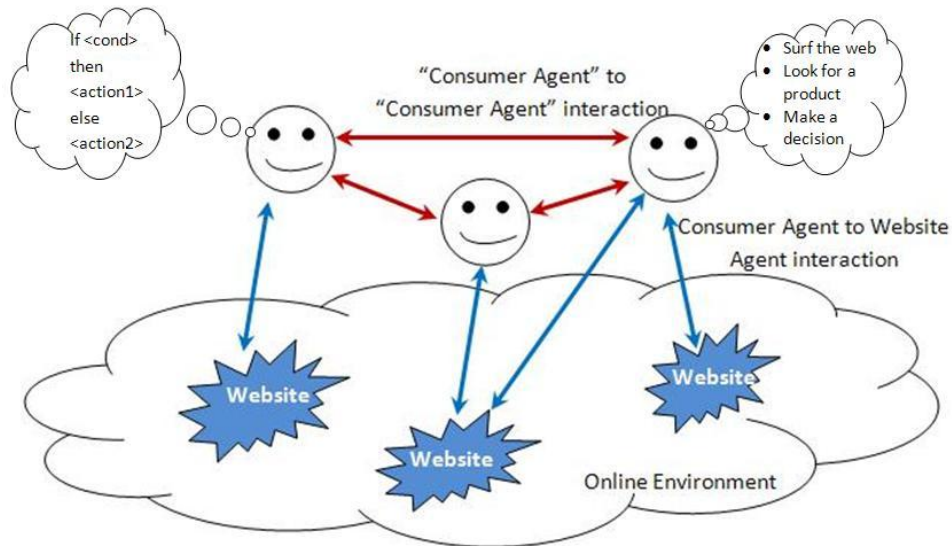 If <cond>
then
<action1>
else
<action2>
“Consumer Agent” to
“Consumer Agent” interaction
● Surf the web
● Look for a
product
● Make a
decision
Consumer Agent to Website
Agent interaction
Website
Website
Website
Online Environment